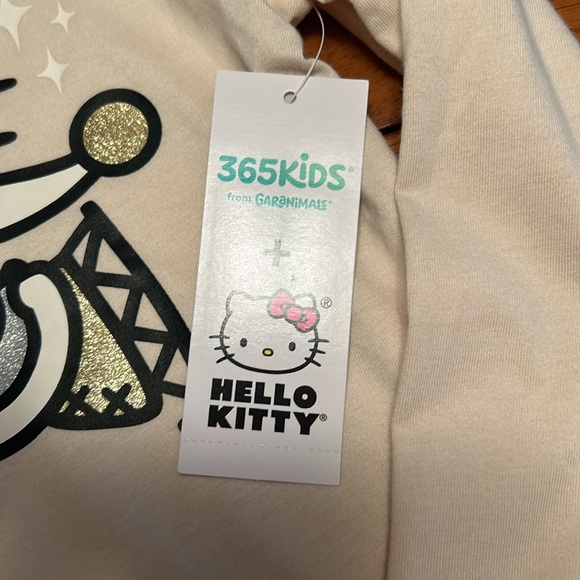 365KiDS®
from GARANIMALS®
+
®
HELLO
KITTY®